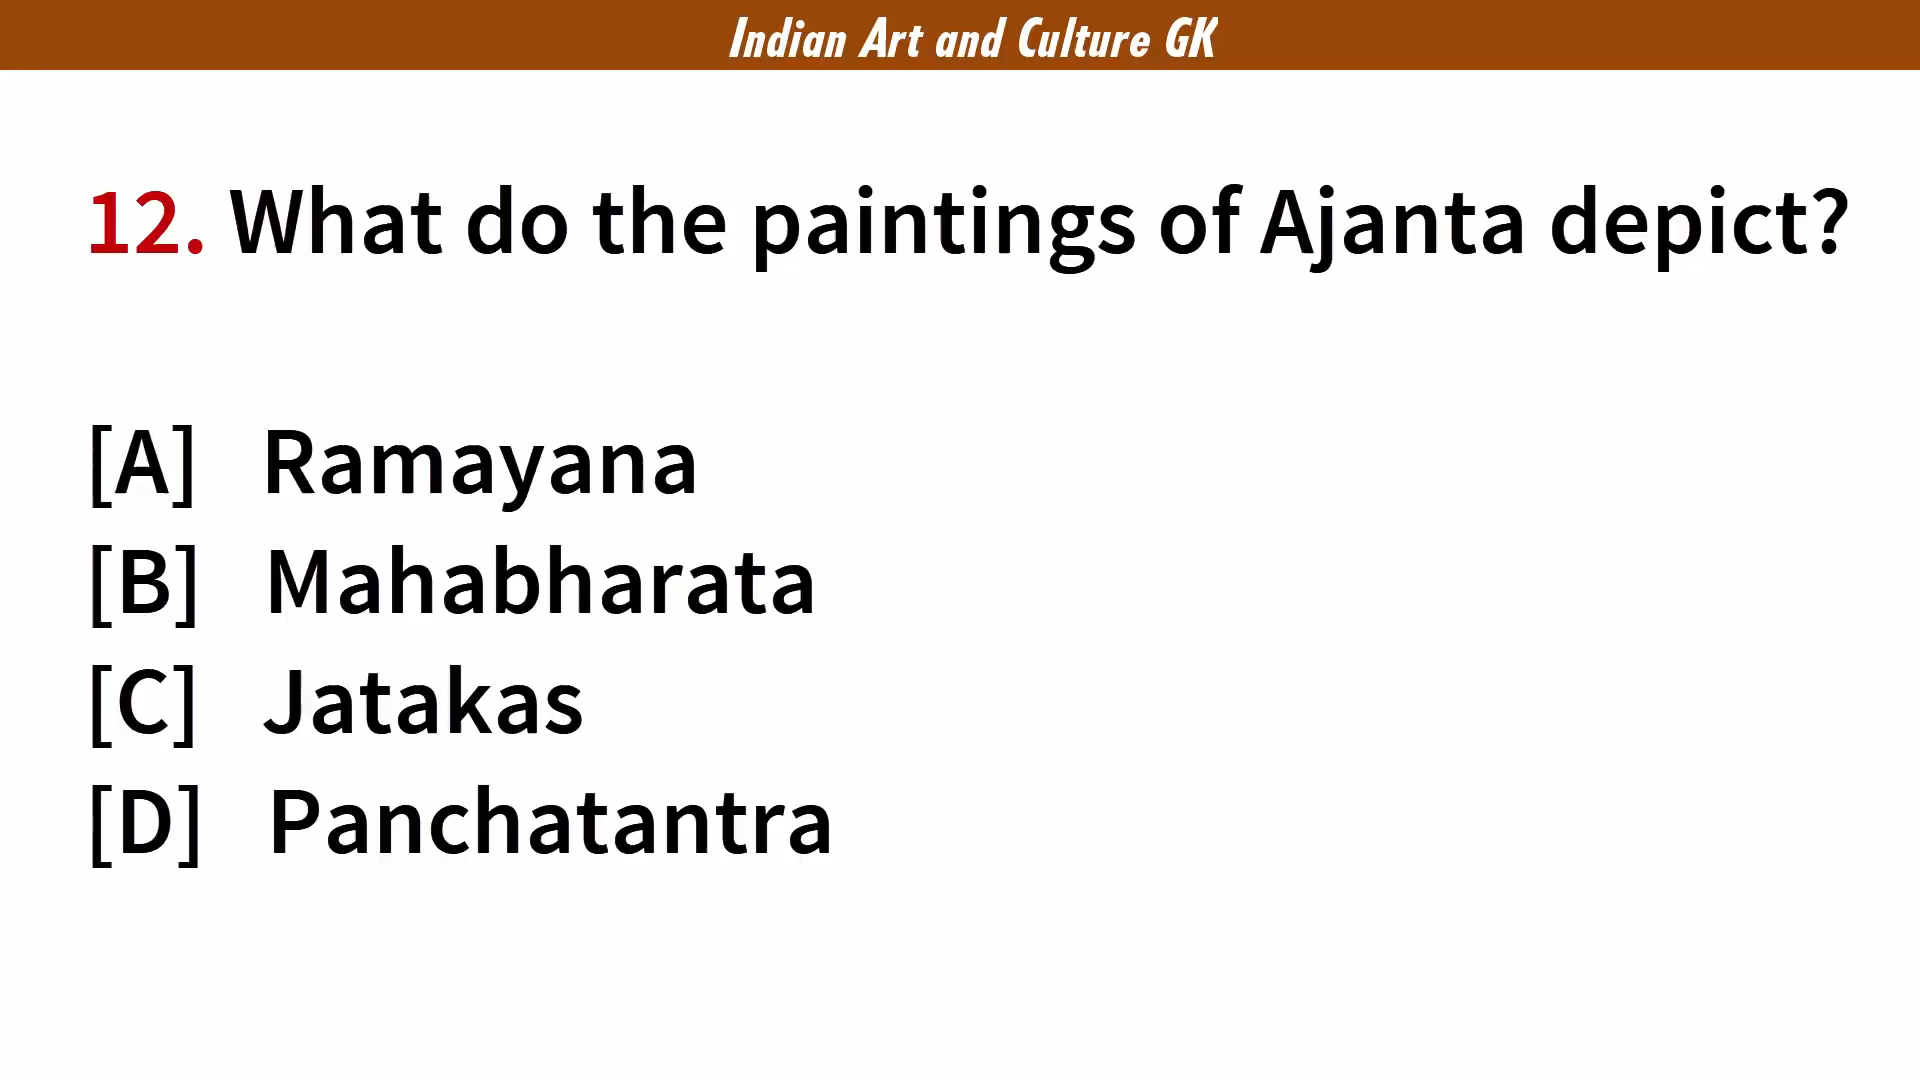 Indian Art and Culture GK
12. What do the paintings of Ajanta depict?
[A] Ramayana
[B] Mahabharata
[C] Jatakas
[D] Panchatantra